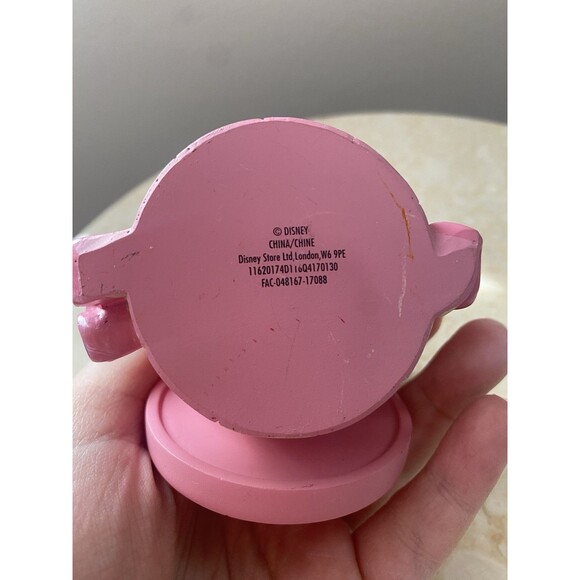 © DISNEY
CHINA/CHINE
Disney Store Ltd,London,W6 9PE
11620174D116Q4170130
FAC-048167-17088